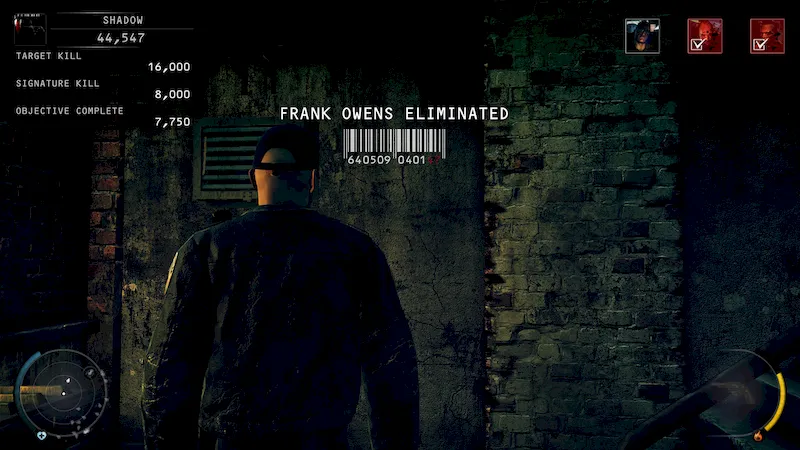 SHADOW
44,547
TARGET KILL
16,000
SIGNATURE KILL
8,000
OBJECTIVE COMPLETE
7,750
FRANK OWENS ELIMINATED
640509 040147